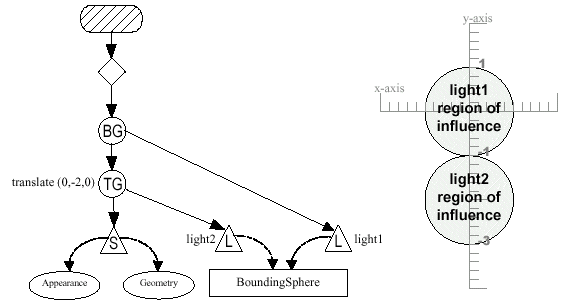 BG
translate (0,-2,0)
TG
S
L
light2
L
light1
Appearance
Geometry
BoundingSphere
y-axis
1
x-axis
light1
region of
influence
-1
light2
region of
influence
-3